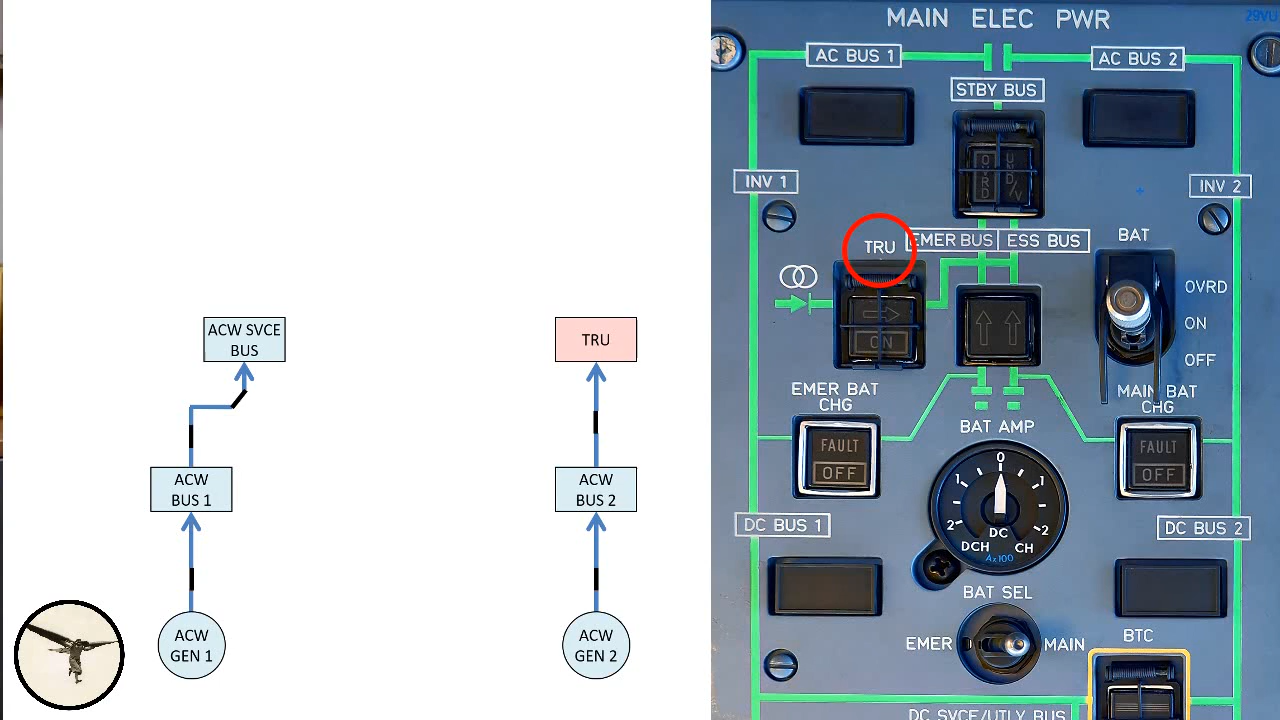 ACW SVCE
BUS
TRU
ACW
BUS 1
ACW
BUS 2
ACW
GEN 1
ACW
GEN 2
MAIN ELEC PWR
29VU
AC BUS 1
AC BUS 2
STBY BUS
OVRD
UND/V
INV 1
INV 2
TRU
EMER BUS
ESS BUS
BAT
OVRD
ON
OFF
ON
EMER BAT
CHG
MAIN BAT
CHG
FAULT
OFF
BAT AMP
FAULT
OFF
0
1
1
2
2
DC
DCH
CH
Ax100
DC BUS 1
DC BUS 2
BAT SEL
EMER
MAIN
BTC
DC SVCE/UTLY BUS